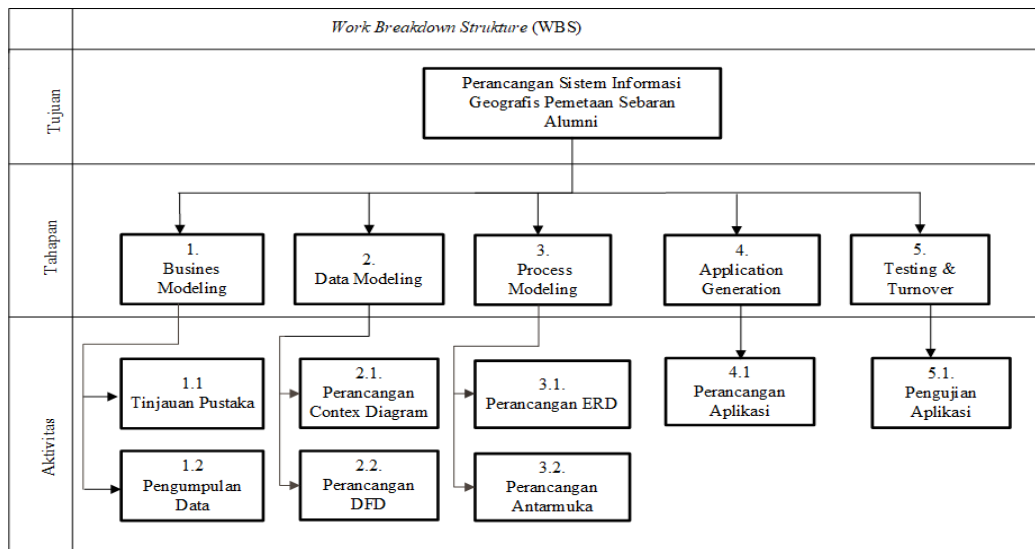 Work Breakdown Strukture (WBS)
Tujuan
Perancangan Sistem Informasi
Geografis Pemetaan Sebaran
Alumni
Tahapan
1.
Busines
Modeling
2.
Data Modeling
3.
Process
Modeling
4.
Application
Generation
5.
Testing &
Turnover
Aktivitas
1.1
Tinjauan Pustaka
2.1.
Perancangan
Contex Diagram
3.1.
Perancangan ERD
4.1
Perancangan
Aplikasi
5.1.
Pengujian
Aplikasi
1.2
Pengumpulan
Data
2.2.
Perancangan
DFD
3.2.
Perancangan
Antarmuka